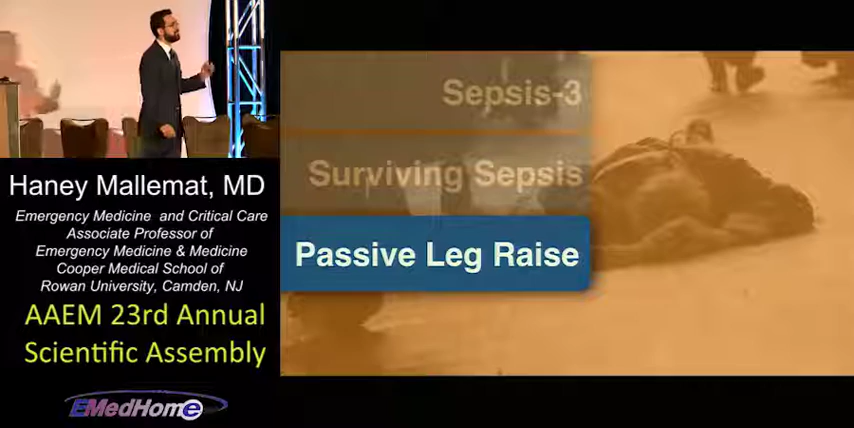 Sepsis-3
Surviving Sepsis
Passive Leg Raise
Haney Mallemat, MD
Emergency Medicine and Critical Care
Associate Professor of
Emergency Medicine & Medicine
Cooper Medical School of
Rowan University, Camden, NJ
AAEM 23rd Annual
Scientific Assembly
EMedHome